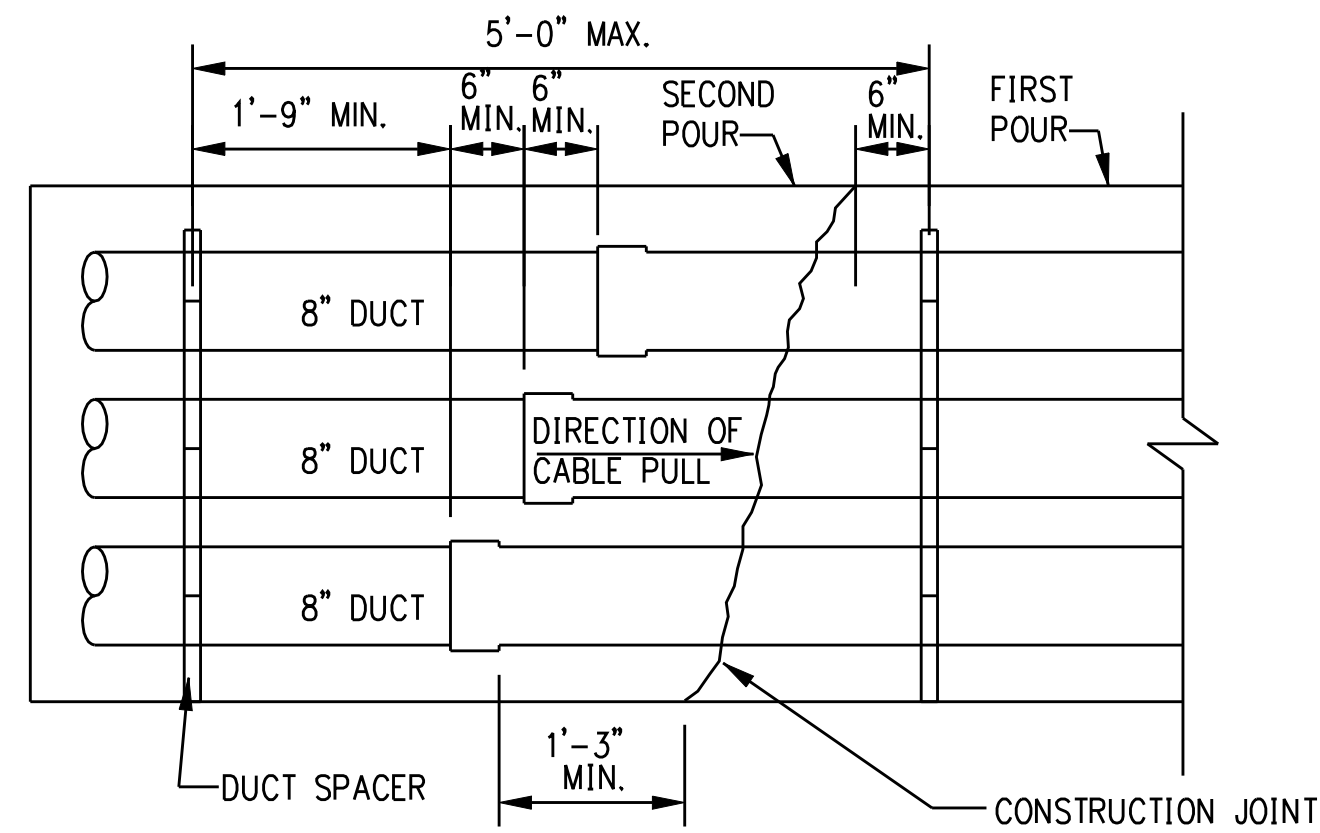 5'-0" MAX.
1'-9" MIN.
6"
MIN.
6"
MIN.
SECOND
POUR
6"
MIN.
FIRST
POUR
8" DUCT
8" DUCT
DIRECTION OF
CABLE PULL
8" DUCT
1'-3"
MIN.
DUCT SPACER
CONSTRUCTION JOINT